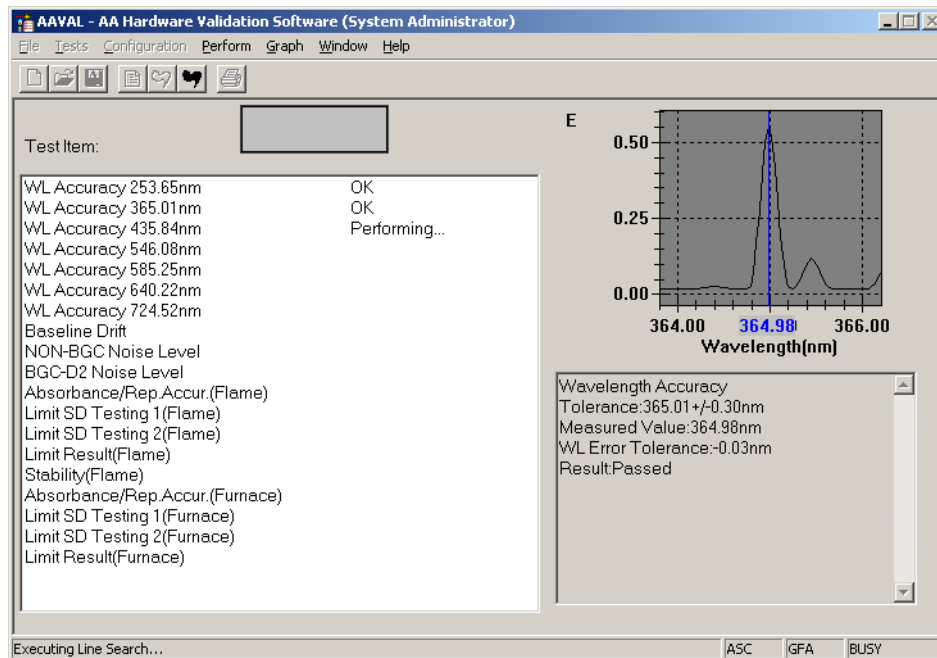 AAVAL - AA Hardware Validation Software (System Administrator)
File Tests Configuration Perform Graph Window Help
Test Item:
WL Accuracy 253.65nm OK
WL Accuracy 365.01nm OK
WL Accuracy 435.84nm Performing...
WL Accuracy 546.08nm
WL Accuracy 585.25nm
WL Accuracy 640.22nm
WL Accuracy 724.52nm
Baseline Drift
NON-BGC Noise Level
BGC-D2 Noise Level
Absorbance/Rep.Accur.(Flame)
Limit SD Testing 1(Flame)
Limit SD Testing 2(Flame)
Limit Result(Flame)
Stability(Flame)
Absorbance/Rep.Accur.(Furnace)
Limit SD Testing 1(Furnace)
Limit SD Testing 2(Furnace)
Limit Result(Furnace)
E
0.50
0.25
0.00
364.00 364.98 366.00
Wavelength(nm)
Wavelength Accuracy
Tolerance:365.01+/-0.30nm
Measured Value:364.98nm
WL Error Tolerance:-0.03nm
Result:Passed
Executing Line Search... ASC GFA BUSY